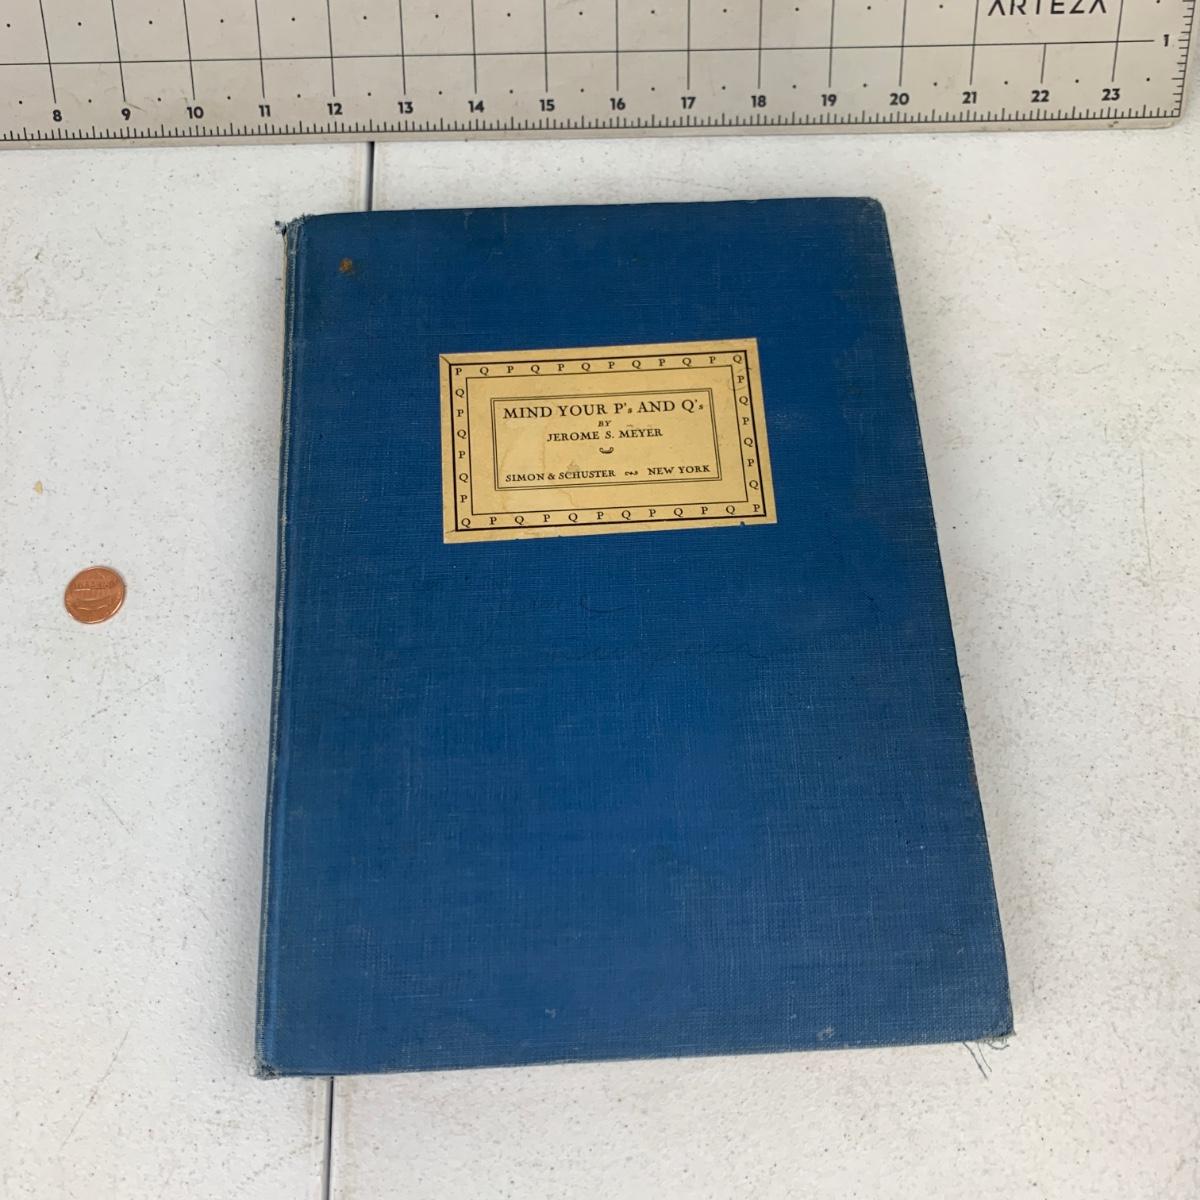 ARTEZA
1
8 9 10 11 12 13 14 15 16 17 18 19 20 21 22 23
P Q P Q P Q P Q P Q P Q
MIND YOUR P's AND Q's
BY
JEROME S. MEYER
SIMON & SCHUSTER NEW YORK
Q P Q P Q P
P Q P Q P Q P
Q P Q P Q P Q P Q P Q P